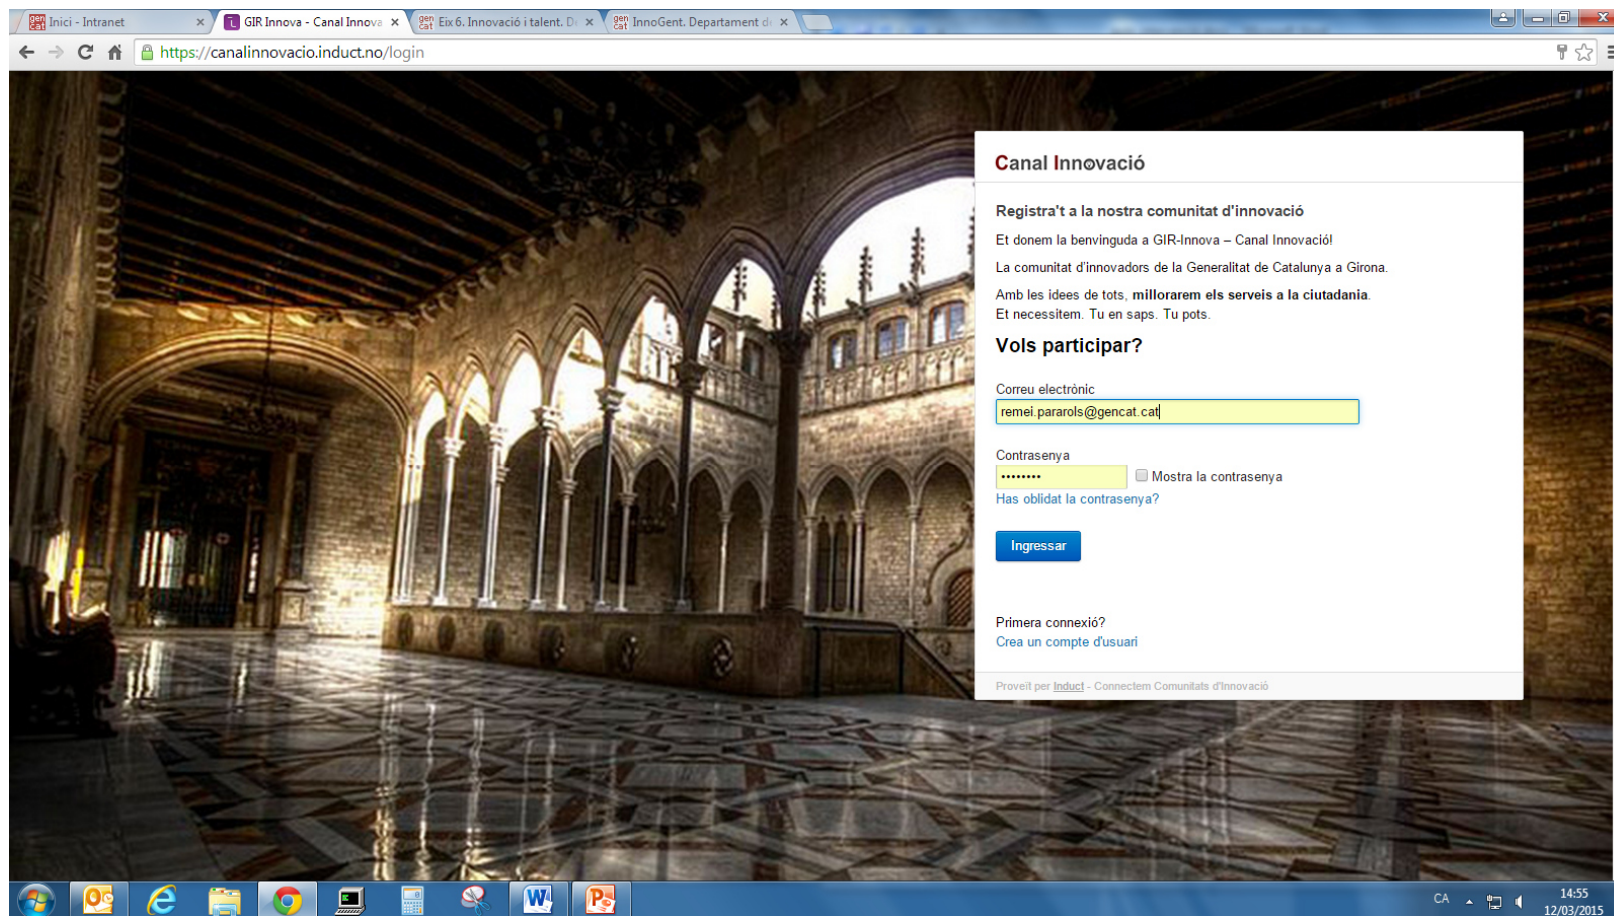 Inici - Intranet
GIR Innova - Canal Innova
Eix 6. Innovació i talent. D
InnoGent. Departament d
https://canalinnovacio.induct.no/login
Canal Innovació
Registra't a la nostra comunitat d'innovació
Et donem la benvinguda a GIR-Innova – Canal Innovació!
La comunitat d'innovadors de la Generalitat de Catalunya a Girona.
Amb les idees de tots, millorarem els serveis a la ciutadania.
Et necessitem. Tu en saps. Tu pots.
Vols participar?
Correu electrònic
remei.pararols@gencat.cat
Contrasenya
••••••••
Mostra la contrasenya
Has oblidat la contrasenya?
Ingressar
Primera connexió?
Crea un compte d'usuari
Proveït per Induct - Connectem Comunitats d'Innovació
CA
14:55
12/03/2015